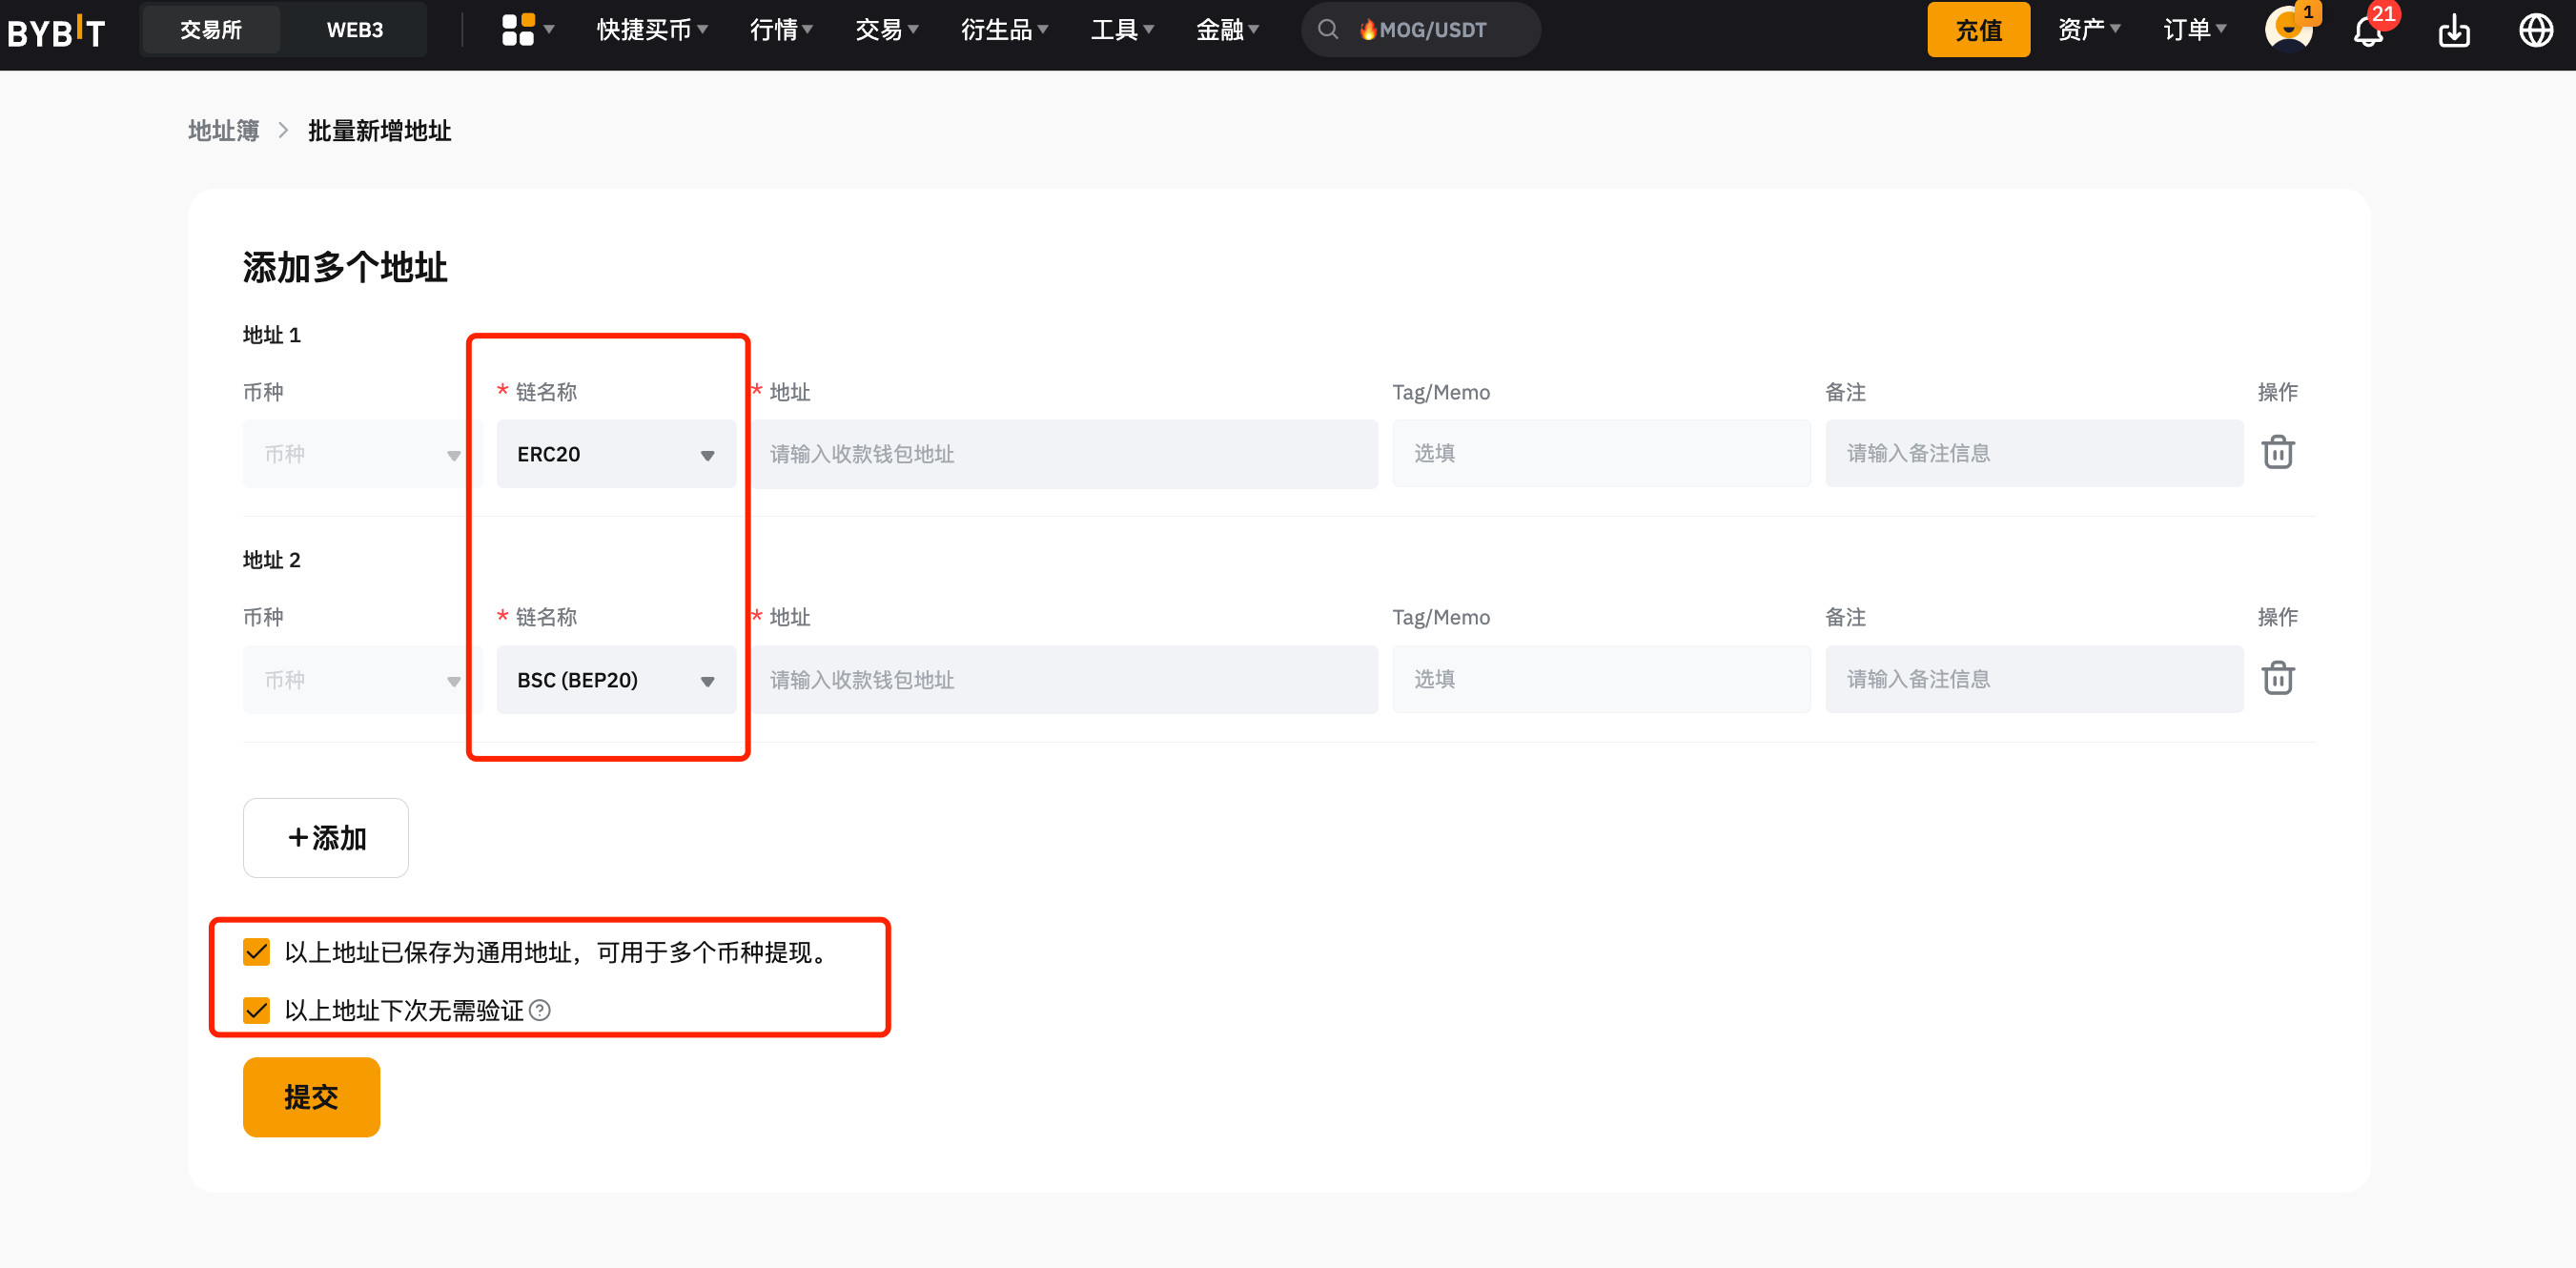 BYBIT 交易所 WEB3 快捷买币 行情 交易 衍生品 工具 金融 🔥MOG/USDT 充值 资产 订单 1 21
地址簿 > 批量新增地址
添加多个地址
地址 1
币种 * 链名称 * 地址 Tag/Memo 备注 操作
币种 ERC20 请输入收款钱包地址 选填 请输入备注信息
地址 2
币种 * 链名称 * 地址 Tag/Memo 备注 操作
币种 BSC (BEP20) 请输入收款钱包地址 选填 请输入备注信息
+添加
以上地址已保存为通用地址，可用于多个币种提现。
以上地址下次无需验证?
提交